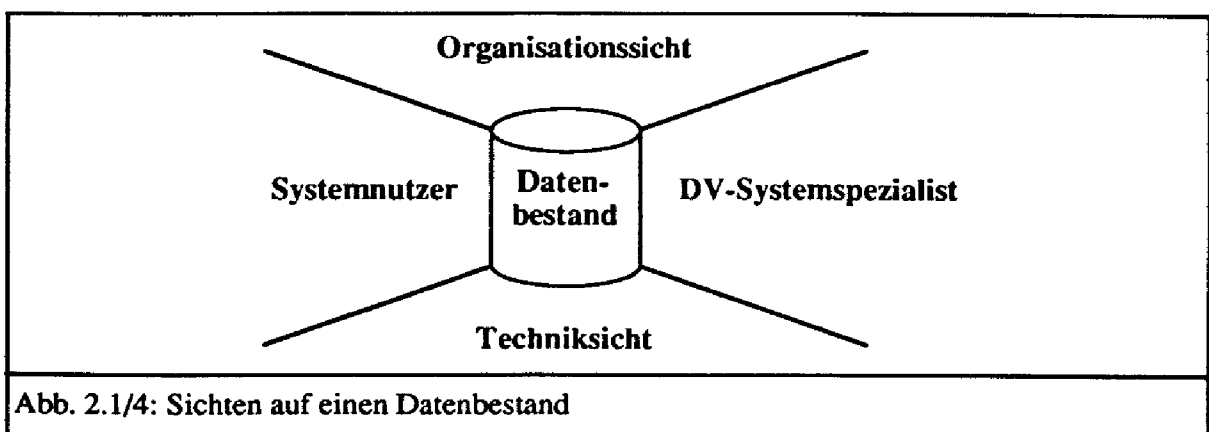 Organisationssicht
Systemnutzer
Daten-
bestand
DV-Systemspezialist
Techniksicht
Abb. 2.1/4: Sichten auf einen Datenbestand